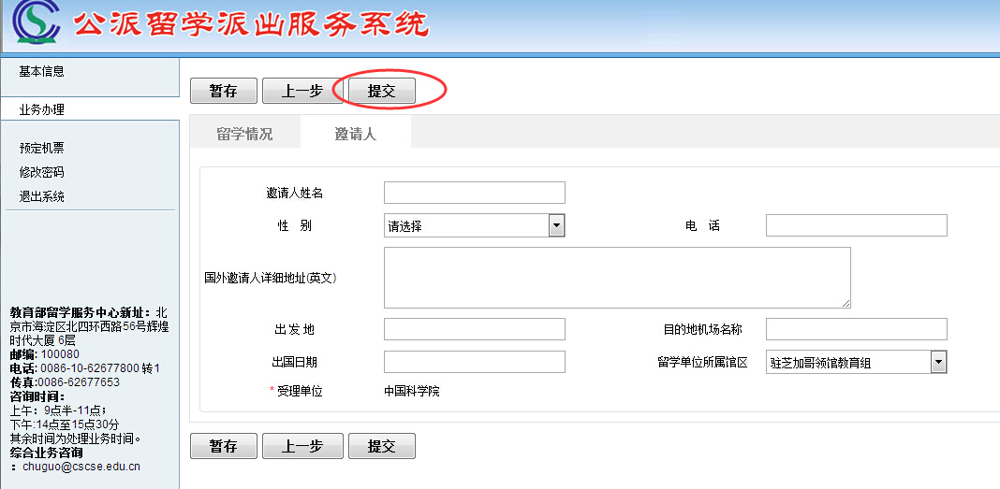 公派留学派出服务系统
基本信息
业务办理
预定机票
修改密码
退出系统
教育部留学服务中心新址：北
京市海淀区北四环西路56号辉煌
时代大厦 6层
邮编: 100080
电话: 0086-10-62677800 转1
传真:0086-62677653
咨询时间：
上午：9点半-11点；
下午:14点至15点30分
其余时间为处理业务时间。
综合业务咨询
：chuguo@cscse.edu.cn
暂存 上一步 提交
留学情况 邀请人
邀请人姓名
性 别 请选择 电 话
国外邀请人详细地址(英文)
出 发 地 目的地机场名称
出国日期 留学单位所属馆区 驻芝加哥领馆教育组
* 受理单位 中国科学院
暂存 上一步 提交